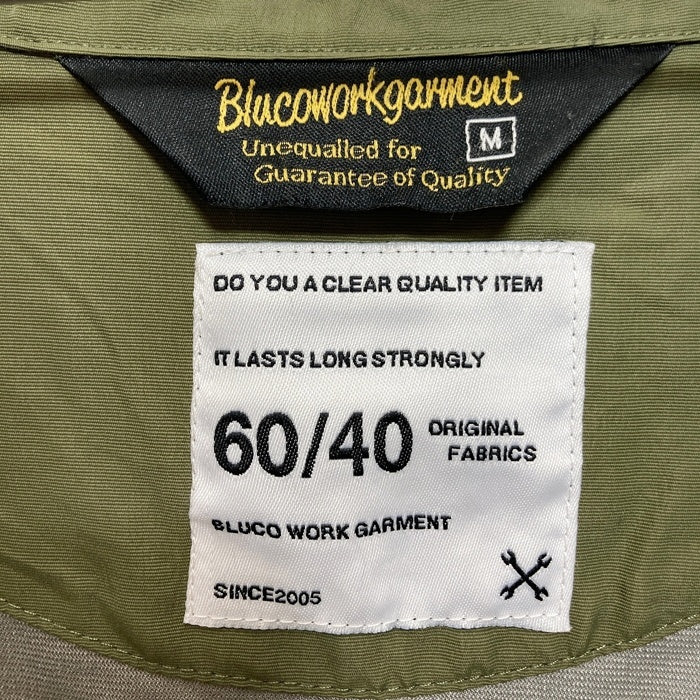 Blucoworkgarment
Unequalled for
M
Guarantee of Quality
DO YOU A CLEAR QUALITY ITEM
IT LASTS LONG STRONGLY
60/40 ORIGINAL
FABRICS
BLUCO WORK GARMENT
SINCE2005